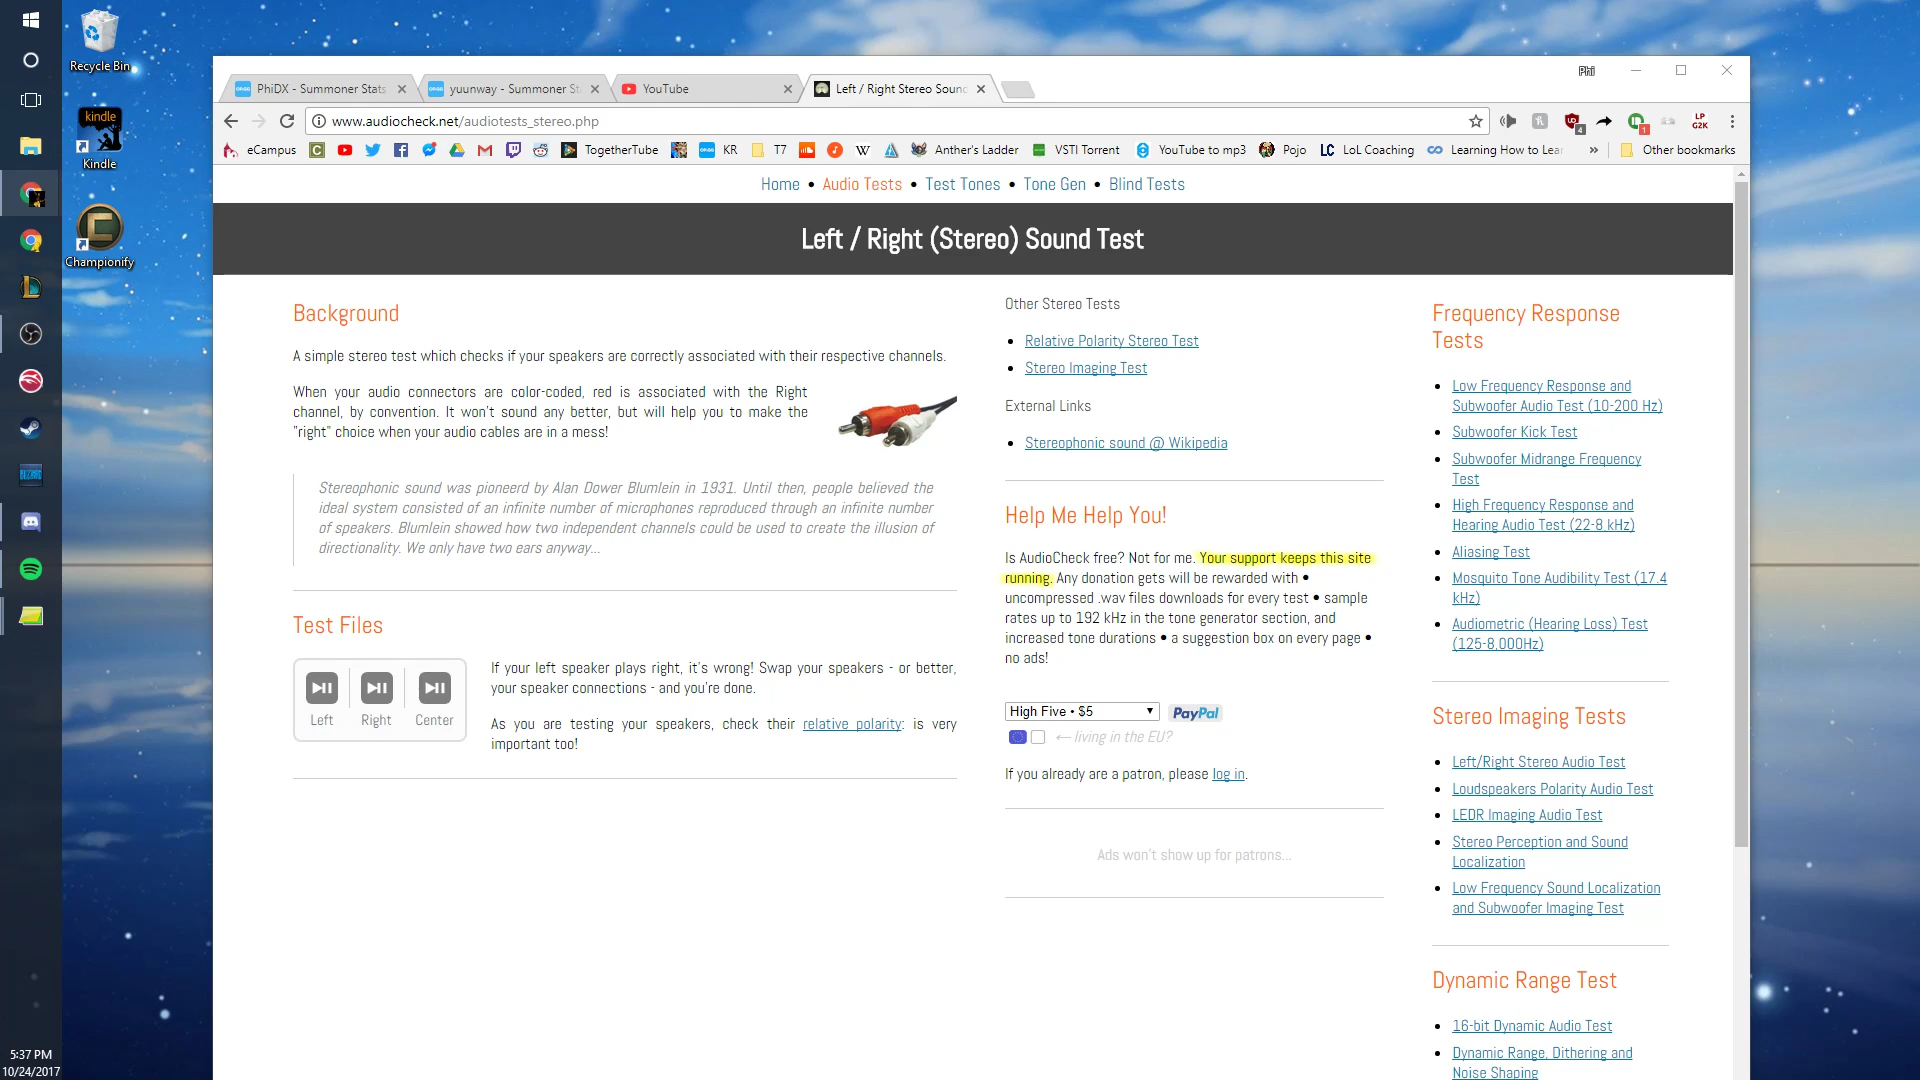 Recycle Bin
kindle
Kindle
Championify
5:37 PM
10/24/2017
PhiDX - Summoner Stats
yuunway - Summoner St
YouTube
Left / Right Stereo Soun
Phi
www.audiocheck.net/audiotests_stereo.php
eCampus
TogetherTube
KR
T7
Anther's Ladder
VSTI Torrent
YouTube to mp3
Pojo
LC LoL Coaching
Learning How to Lea
»
Other bookmarks
Home • Audio Tests • Test Tones • Tone Gen • Blind Tests
Left / Right (Stereo) Sound Test
Background
A simple stereo test which checks if your speakers are correctly associated with their respective channels.
When your audio connectors are color-coded, red is associated with the Right
channel, by convention. It won't sound any better, but will help you to make the
"right" choice when your audio cables are in a mess!
Stereophonic sound was pioneerd by Alan Dower Blumlein in 1931. Until then, people believed the
ideal system consisted of an infinite number of microphones reproduced through an infinite number
of speakers. Blumlein showed how two independent channels could be used to create the illusion of
directionality. We only have two ears anyway...
Test Files
Left
Right
Center
If your left speaker plays right, it's wrong! Swap your speakers - or better,
your speaker connections - and you're done.
As you are testing your speakers, check their relative polarity: is very
important too!
Other Stereo Tests
• Relative Polarity Stereo Test
• Stereo Imaging Test
External Links
• Stereophonic sound @ Wikipedia
Help Me Help You!
Is AudioCheck free? Not for me. Your support keeps this site
running. Any donation gets will be rewarded with •
uncompressed .wav files downloads for every test • sample
rates up to 192 kHz in the tone generator section, and
increased tone durations • a suggestion box on every page •
no ads!
High Five • $5
PayPal
← living in the EU?
If you already are a patron, please log in.
Ads won't show up for patrons...
Frequency Response
Tests
• Low Frequency Response and
Subwoofer Audio Test (10-200 Hz)
• Subwoofer Kick Test
• Subwoofer Midrange Frequency
Test
• High Frequency Response and
Hearing Audio Test (22-8 kHz)
• Aliasing Test
• Mosquito Tone Audibility Test (17.4
kHz)
• Audiometric (Hearing Loss) Test
(125-8,000Hz)
Stereo Imaging Tests
• Left/Right Stereo Audio Test
• Loudspeakers Polarity Audio Test
• LEDR Imaging Audio Test
• Stereo Perception and Sound
Localization
• Low Frequency Sound Localization
and Subwoofer Imaging Test
Dynamic Range Test
• 16-bit Dynamic Audio Test
• Dynamic Range, Dithering and
Noise Shaping